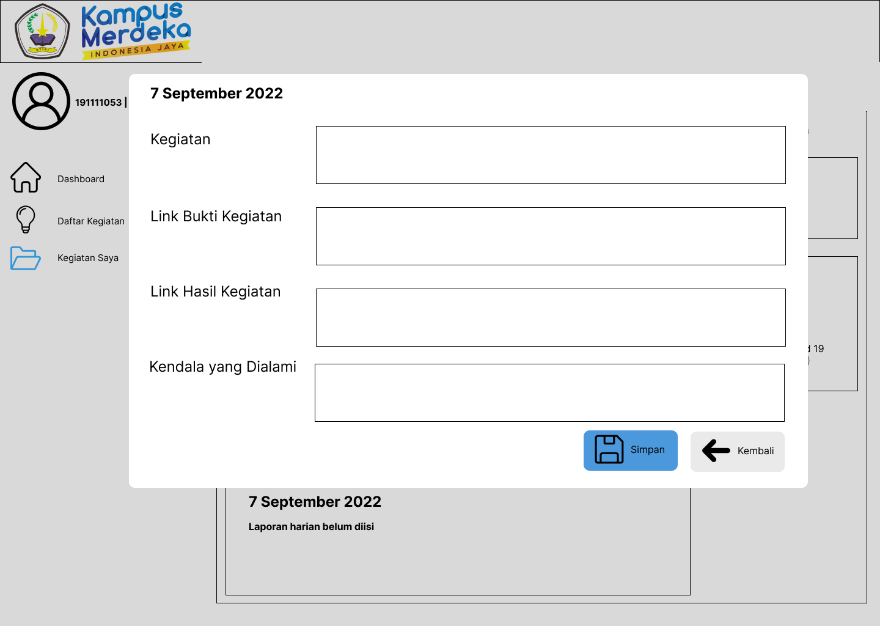 Kampus
Merdeka
INDONESIA JAYA
191111053 |
7 September 2022
Kegiatan
Link Bukti Kegiatan
Link Hasil Kegiatan
Kendala yang Dialami
Simpan
Kembali
Dashboard
Daftar Kegiatan
Kegiatan Saya
19
7 September 2022
Laporan harian belum diisi